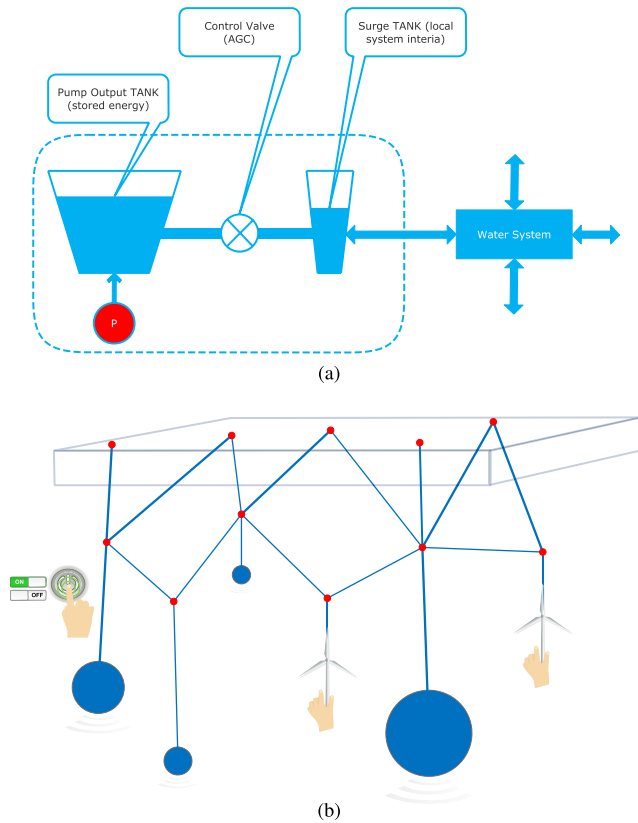 Control Valve
(AGC)
Surge TANK (local
system interia)
Pump Output TANK
(stored energy)
Water System
P
(a)
ON
OFF
(b)